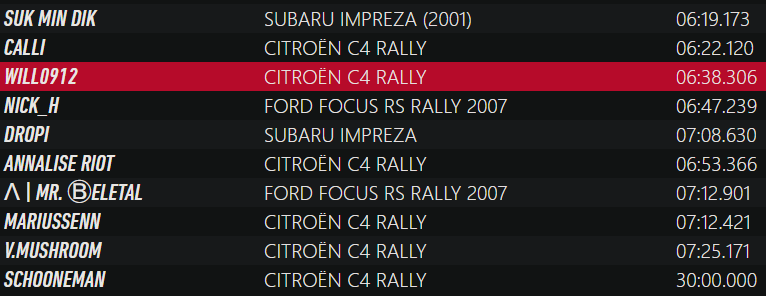 SUK MIN DIK SUBARU IMPREZA (2001) 06:19.173
CALLI CITROËN C4 RALLY 06:22.120
WILL0912 CITROËN C4 RALLY 06:38.306
NICK_H FORD FOCUS RS RALLY 2007 06:47.239
DROPI SUBARU IMPREZA 07:08.630
ANNALISE RIOT CITROËN C4 RALLY 06:53.366
Λ | MR. ⒷELETAL FORD FOCUS RS RALLY 2007 07:12.901
MARIUSSENN CITROËN C4 RALLY 07:12.421
V.MUSHROOM CITROËN C4 RALLY 07:25.171
SCHOONEMAN CITROËN C4 RALLY 30:00.000